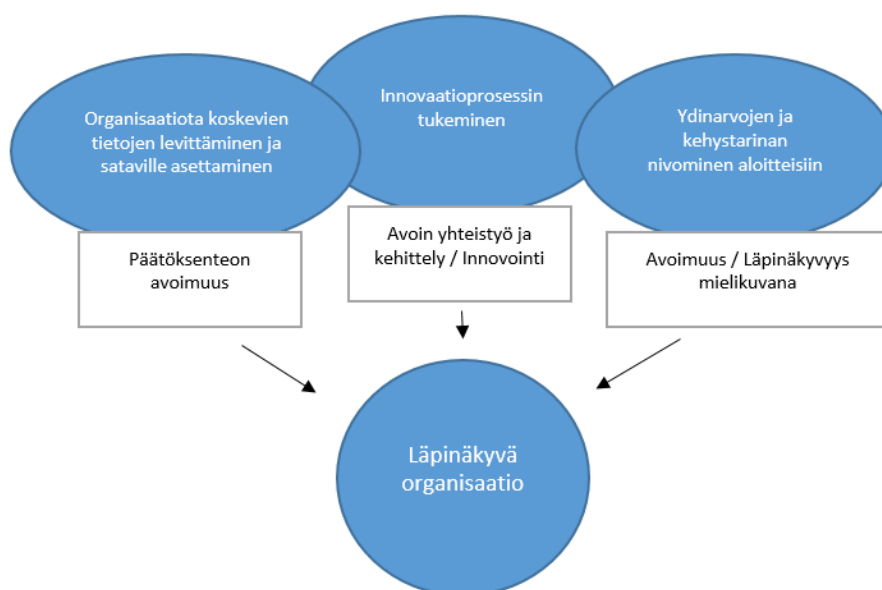 Organisaatiota koskevien
tietojen levittäminen ja
sataville asettaminen
Innovaatioprosessin
tukeminen
Ydinarvojen ja
kehystarinan
nivominen aloitteisiin
Päätöksenteon
avoimuus
Avoin yhteistyö ja
kehittely / Innovointi
Avoimuus / Läpinäkyvyys
mielikuvana
Läpinäkyvä
organisaatio